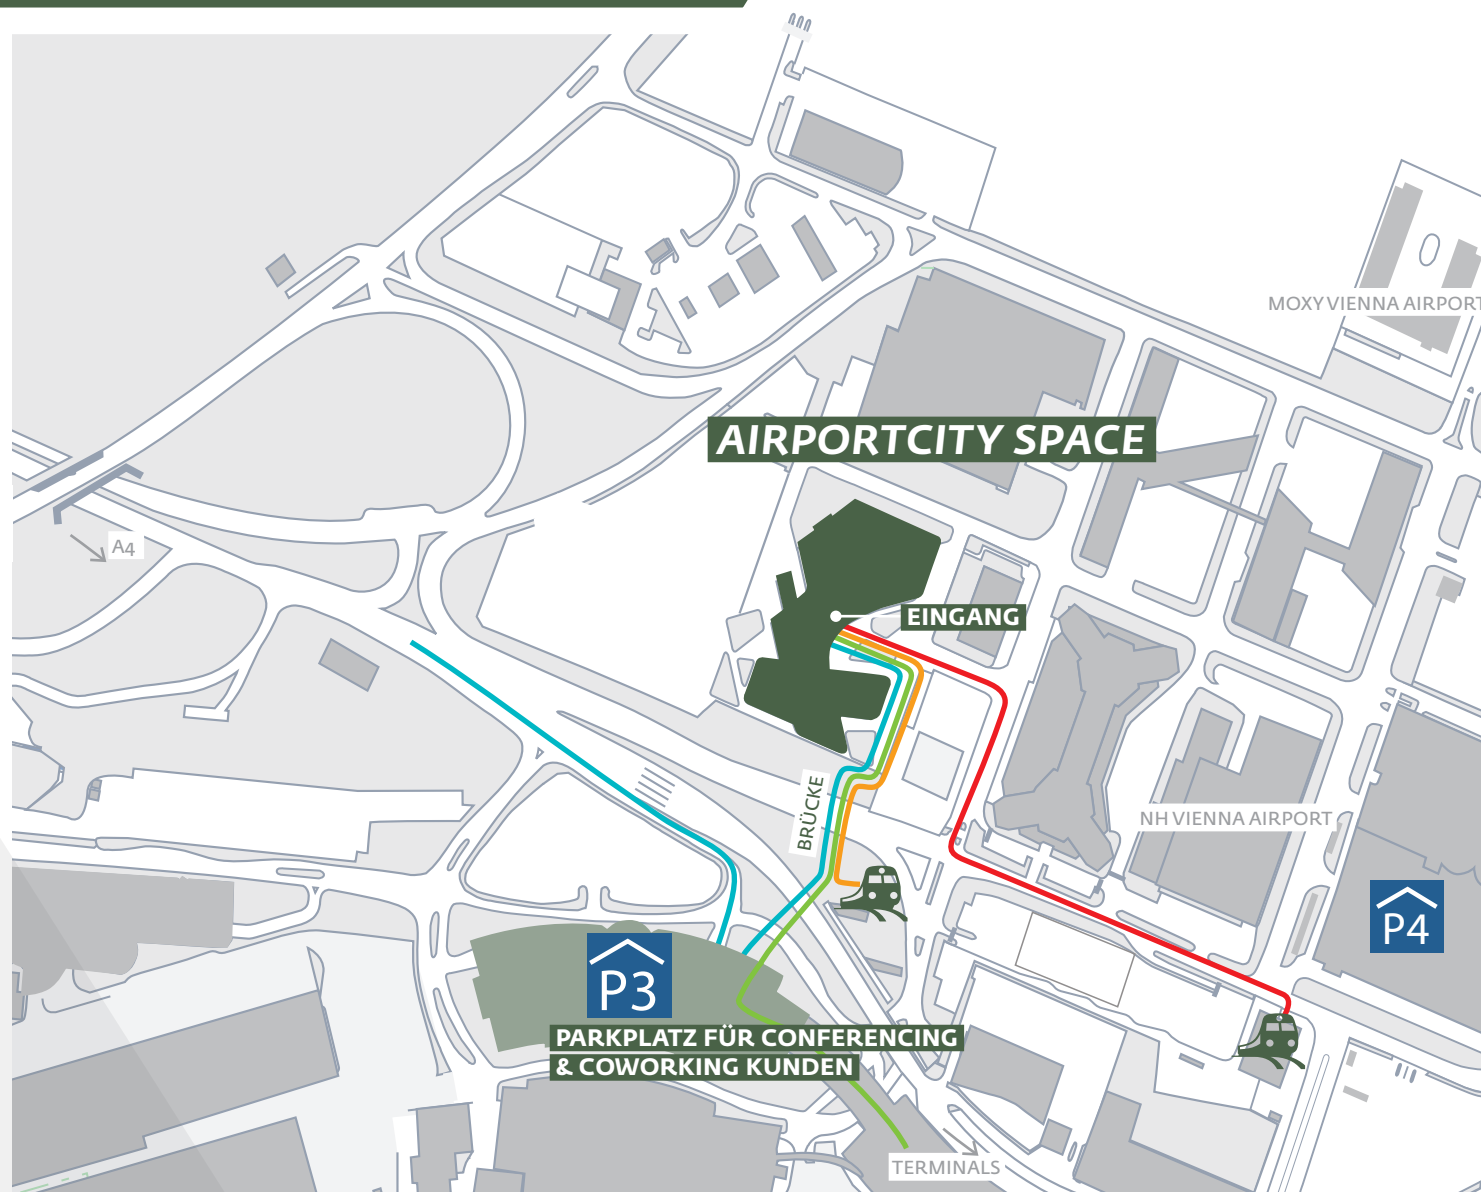 MOXY VIENNA AIRPORT
AIRPORTCITY SPACE
A4
EINGANG
BRÜCKE
NH VIENNA AIRPORT
P4
P3
PARKPLATZ FÜR CONFERENCING
& COWORKING KUNDEN
TERMINALS